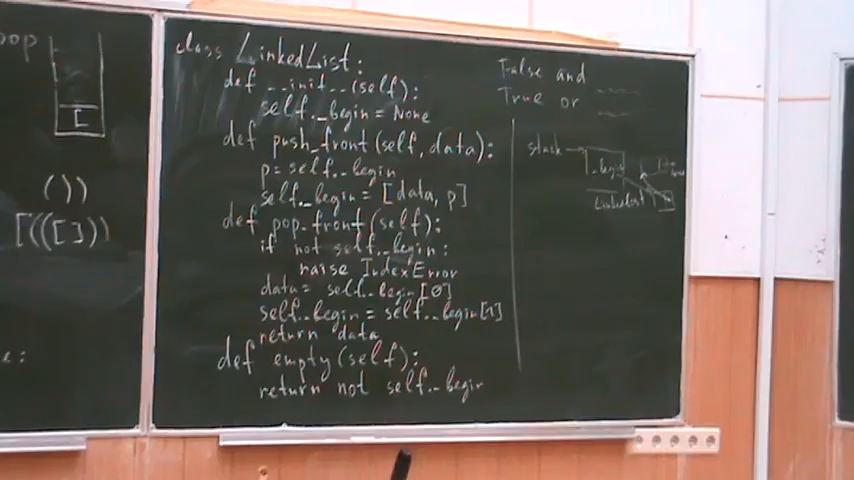 pop
[
())
[(([]))
e:
class LinkedList:
def __init__(self):
self._begin = None
def push_front(self, data):
p = self._begin
self._begin = [data, p]
def pop_front(self):
if not self._begin:
raise IndexError
data = self._begin[0]
self._begin = self._begin[1]
return data
def empty(self):
return not self._begin
False and
True or
stack
_begin
LinkedList